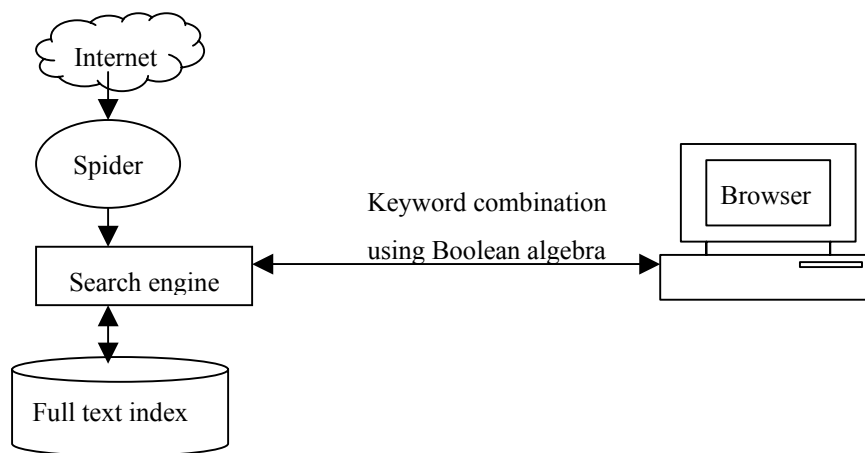 Internet
Spider
Search engine
Full text index
Keyword combination
using Boolean algebra
Browser